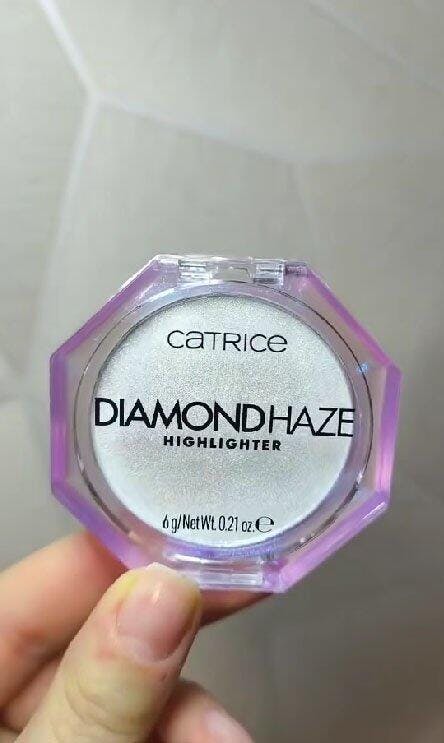 CATRICE
DIAMONDHAZE
HIGHLIGHTER
6 g/Net Wt. 0.21 oz. ℮